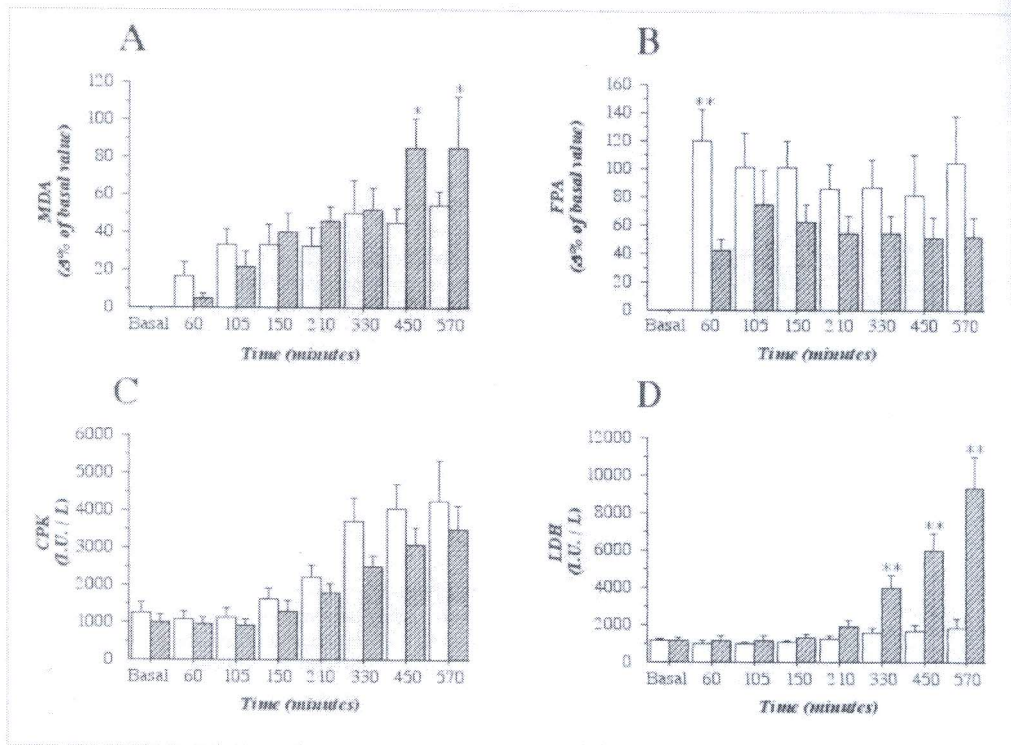 A
120
100
80
60
40
20
0
MDA
(Δ% of basal value)
*
*
Basal 60 105 150 210 330 450 570
Time (minutes)
B
160
140
120
100
80
60
40
20
0
FPA
(Δ% of basal value)
**
Basal 60 105 150 210 330 450 570
Time (minutes)
C
6000
5000
4000
3000
2000
1000
0
CPK
(I.U. / L)
Basal 60 105 150 210 330 450 570
Time (minutes)
D
12000
10000
8000
6000
4000
2000
0
LDH
(I.U. / L)
**
**
**
Basal 60 105 150 210 330 450 570
Time (minutes)